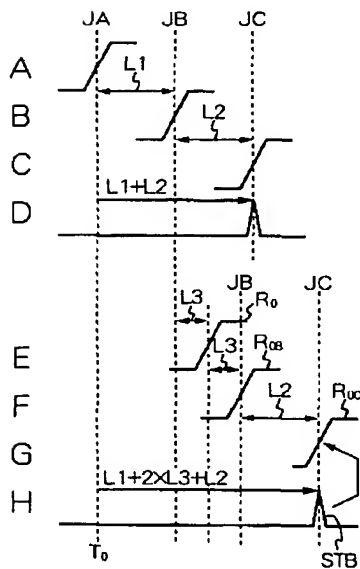 JA JB JC
A
L1
B
L2
C
L1+L2
D
JB JC
L3 R₀
E
L3 R₀B
F
L2 R₀C
G
L1+2×L3+L2
H
T₀ STB